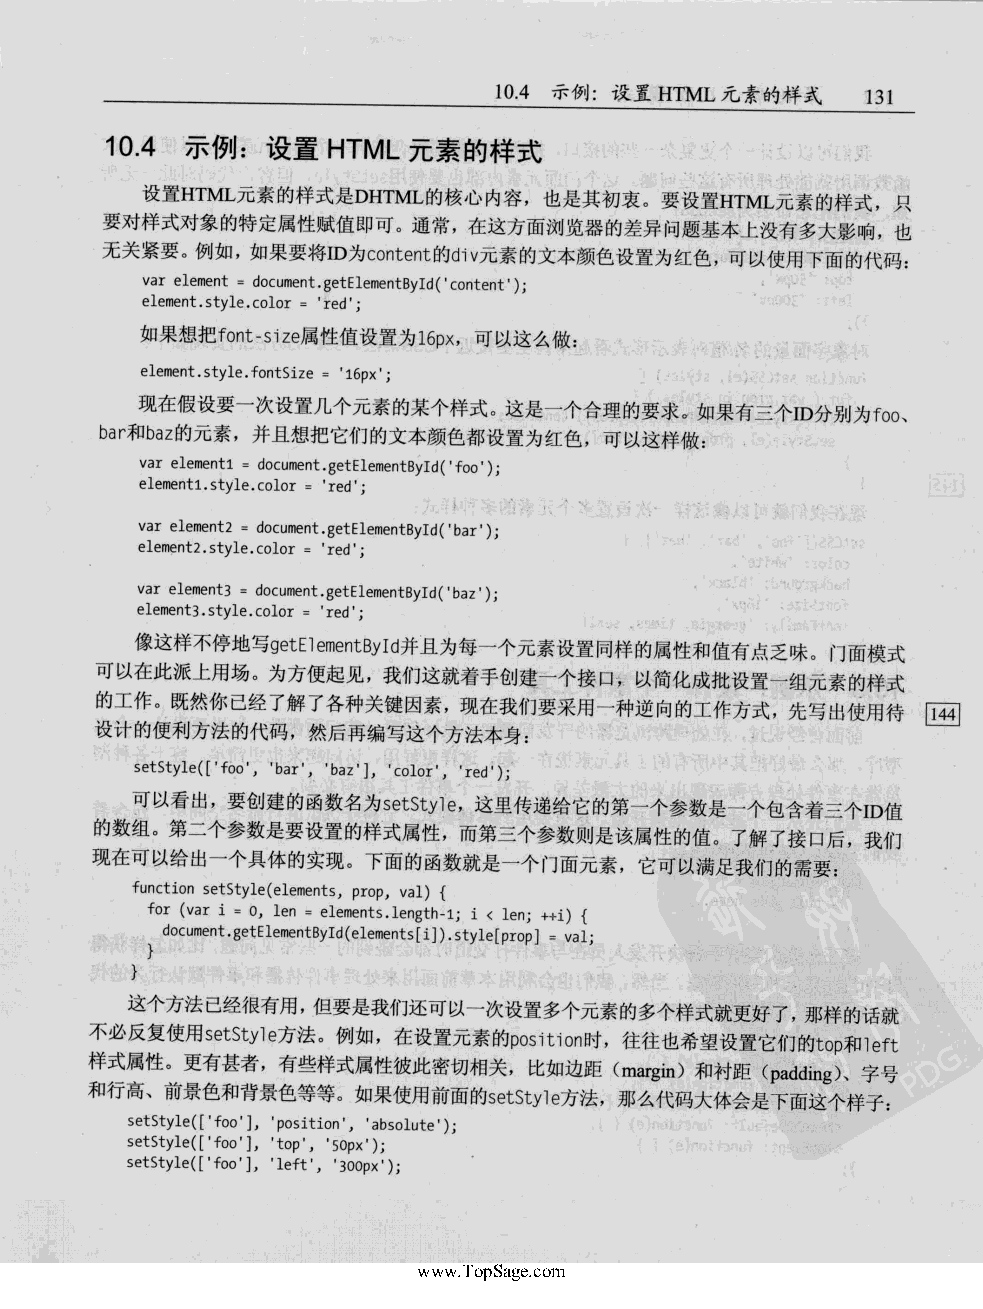 10.4 示例：设置 HTML 元素的样式 131
10.4 示例：设置 HTML 元素的样式
设置HTML元素的样式是DHTML的核心内容，也是其初衷。要设置HTML元素的样式，只
要对样式对象的特定属性赋值即可。通常，在这方面浏览器的差异问题基本上没有多大影响，也
无关紧要。例如，如果要将ID为content的div元素的文本颜色设置为红色，可以使用下面的代码：
var element = document.getElementById('content');
element.style.color = 'red';
如果想把font-size属性值设置为16px，可以这么做：
element.style.fontSize = '16px';
现在假设要一次设置几个元素的某个样式。这是一个合理的要求。如果有三个ID分别为foo、
bar和baz的元素，并且想把它们的文本颜色都设置为红色，可以这样做：
var element1 = document.getElementById('foo');
element1.style.color = 'red';
var element2 = document.getElementById('bar');
element2.style.color = 'red';
var element3 = document.getElementById('baz');
element3.style.color = 'red';
像这样不停地写getElementById并且为每一个元素设置同样的属性和值有点乏味。门面模式
可以在此派上用场。为方便起见，我们这就着手创建一个接口，以简化成批设置一组元素的样式
的工作。既然你已经了解了各种关键因素，现在我们要采用一种逆向的工作方式，先写出使用待 144
设计的便利方法的代码，然后再编写这个方法本身：
setStyle(['foo', 'bar', 'baz'], 'color', 'red');
可以看出，要创建的函数名为setStyle，这里传递给它的第一个参数是一个包含着三个ID值
的数组。第二个参数是要设置的样式属性，而第三个参数则是该属性的值。了解了接口后，我们
现在可以给出一个具体的实现。下面的函数就是一个门面元素，它可以满足我们的需要：
function setStyle(elements, prop, val) {
for (var i = 0, len = elements.length-1; i < len; ++i) {
document.getElementById(elements[i]).style[prop] = val;
}
}
这个方法已经很有用，但要是我们还可以一次设置多个元素的多个样式就更好了，那样的话就
不必反复使用setStyle方法。例如，在设置元素的position时，往往也希望设置它们的top和left
样式属性。更有甚者，有些样式属性彼此密切相关，比如边距（margin）和衬距（padding）、字号
和行高、前景色和背景色等等。如果使用前面的setStyle方法，那么代码大体会是下面这个样子：
setStyle(['foo'], 'position', 'absolute');
setStyle(['foo'], 'top', '50px');
setStyle(['foo'], 'left', '300px');
PDG
www.TopSage.com